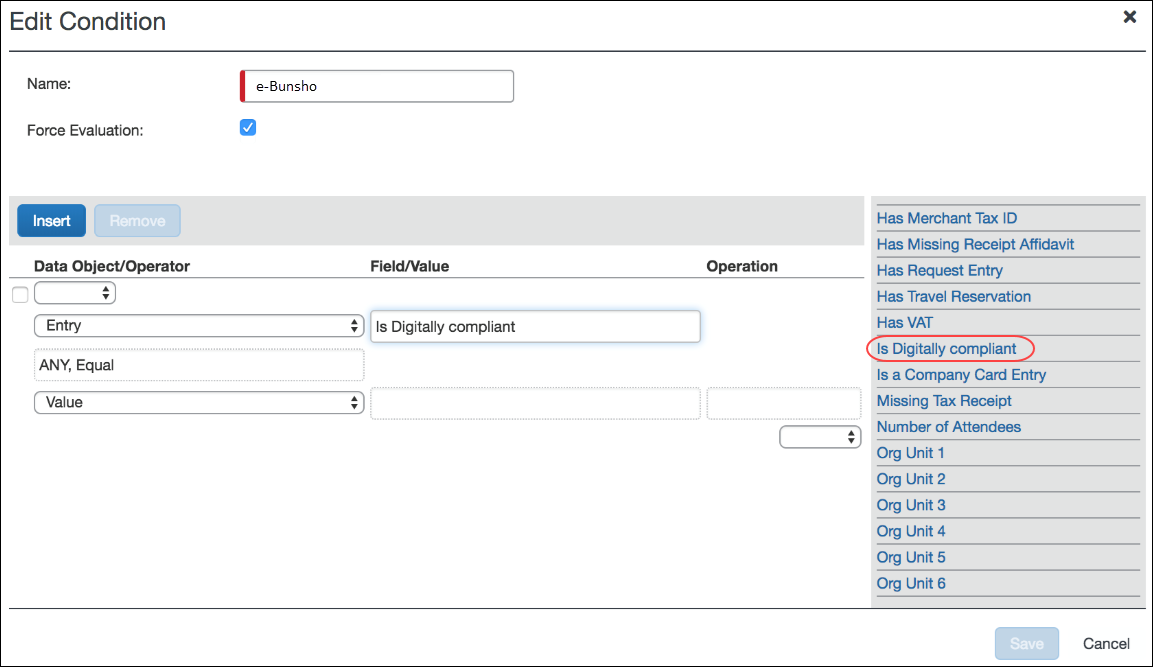 Edit Condition
Name:
e-Bunsho
Force Evaluation:
Insert
Remove
Data Object/Operator
Field/Value
Operation
Entry
Is Digitally compliant
ANY, Equal
Value
Has Merchant Tax ID
Has Missing Receipt Affidavit
Has Request Entry
Has Travel Reservation
Has VAT
Is Digitally compliant
Is a Company Card Entry
Missing Tax Receipt
Number of Attendees
Org Unit 1
Org Unit 2
Org Unit 3
Org Unit 4
Org Unit 5
Org Unit 6
Save
Cancel